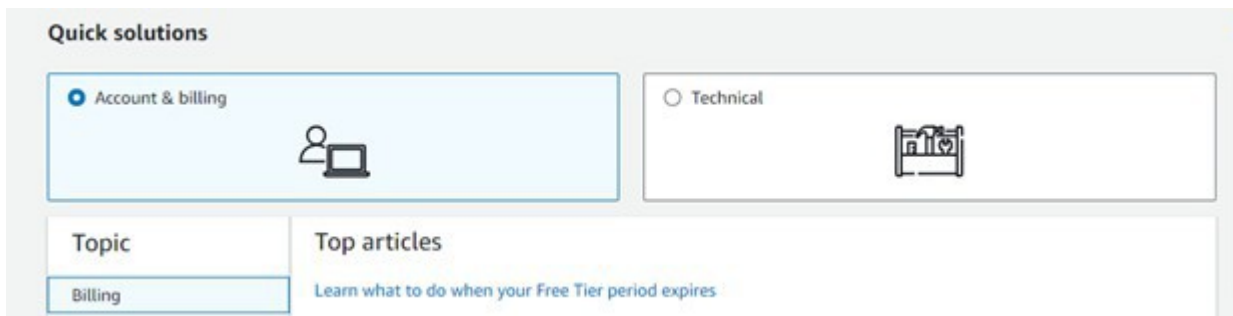 Quick solutions
Account & billing
Technical
Topic
Top articles
Billing
Learn what to do when your Free Tier period expires